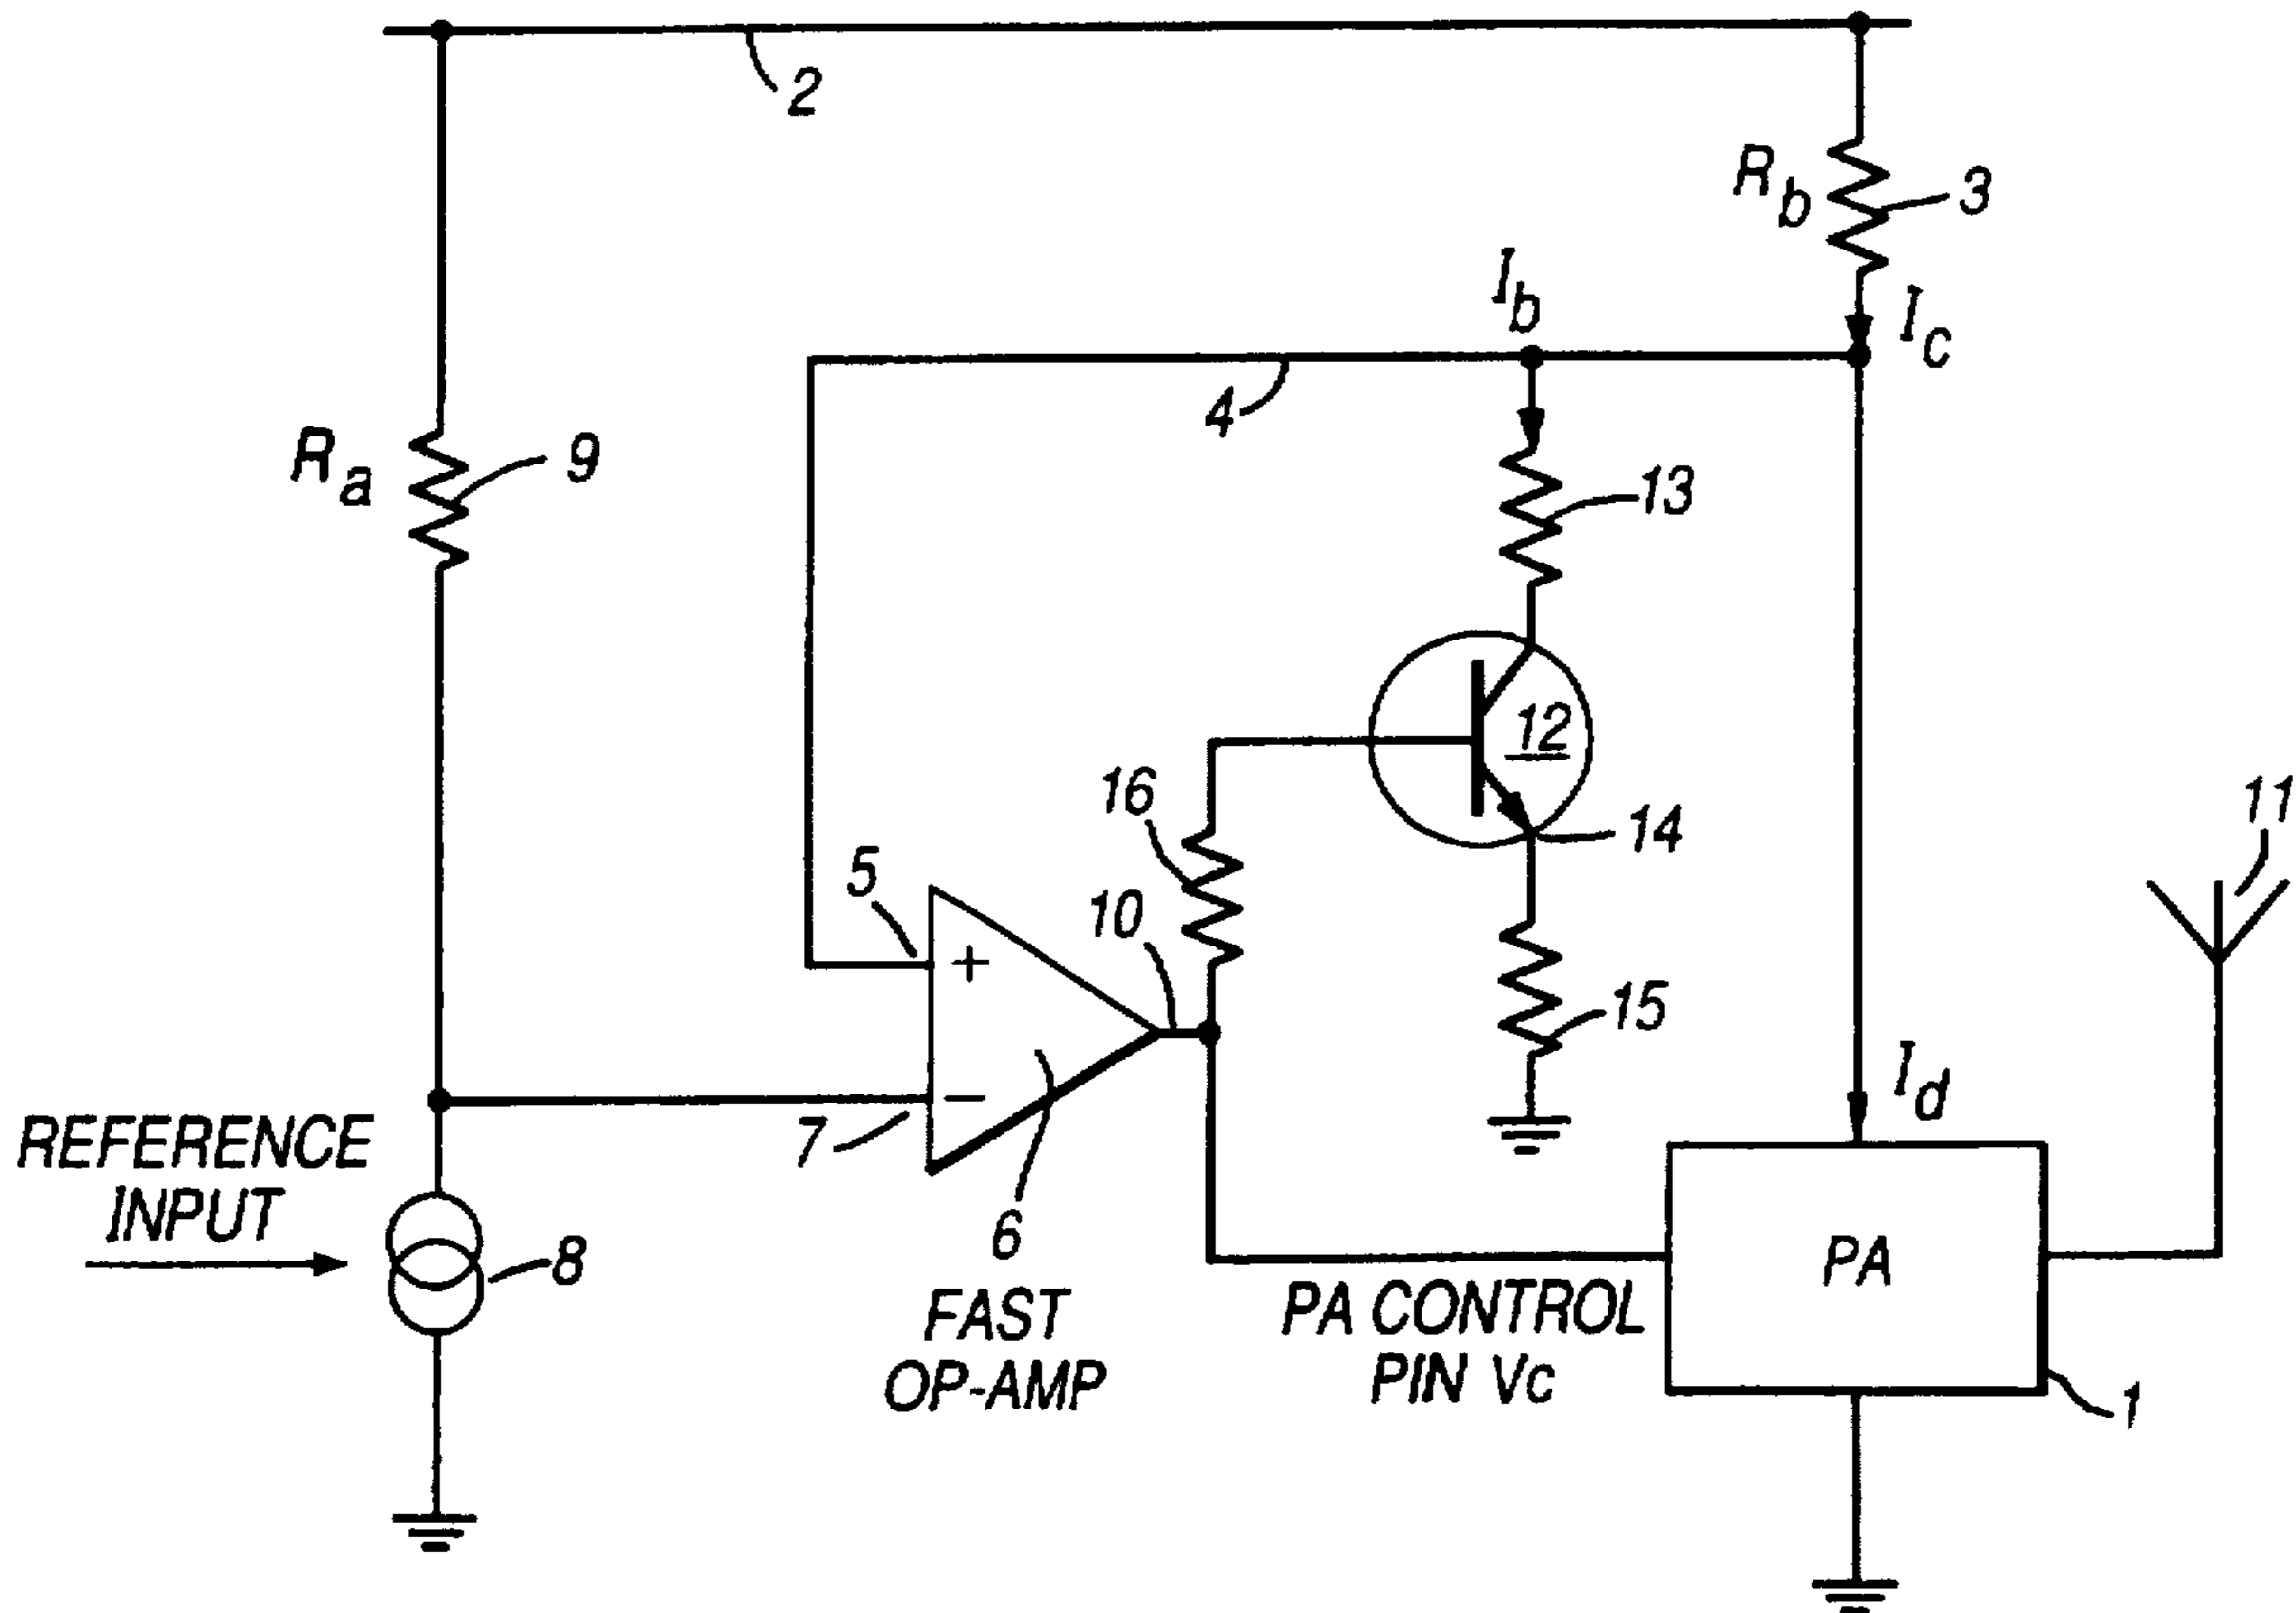 2
R_b
3
I_b
I_c
4
R_a
9
13
12
16
14
11
5
10
+
15
I_d
7
−
REFERENCE
INPUT
6
8
PA
FAST
OP-AMP
PA CONTROL
PIN Vc
1